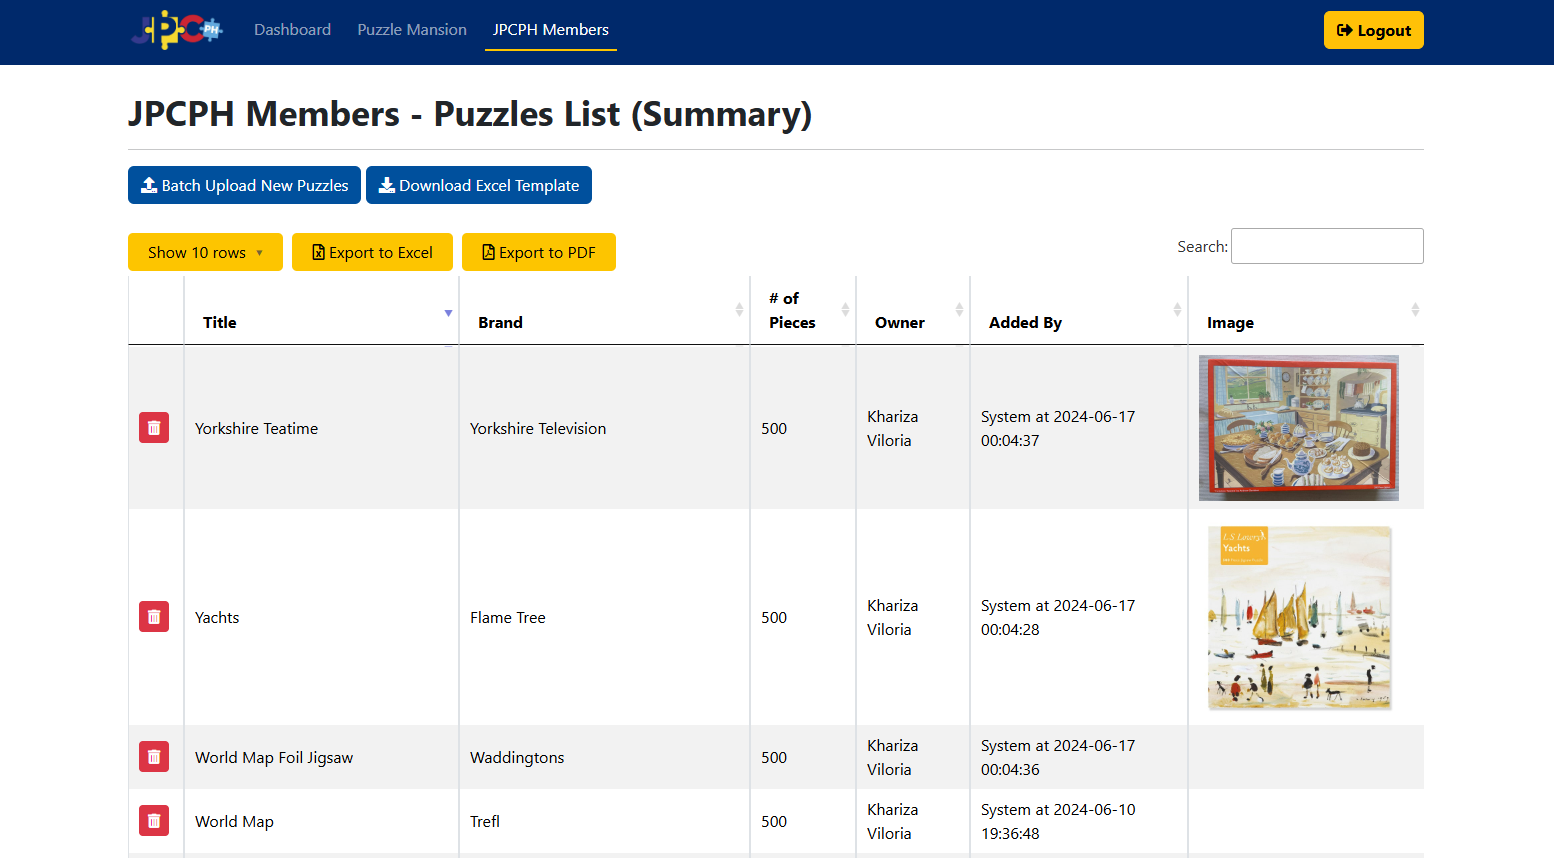 JPC PH
Dashboard
Puzzle Mansion
JPCPH Members
Logout
JPCPH Members - Puzzles List (Summary)
Batch Upload New Puzzles
Download Excel Template
Show 10 rows
Export to Excel
Export to PDF
Search:
Title
Brand
# of
Pieces
Owner
Added By
Image
Yorkshire Teatime
Yorkshire Television
500
Khariza
Viloria
System at 2024-06-17
00:04:37
Yachts
Flame Tree
500
Khariza
Viloria
System at 2024-06-17
00:04:28
L.S. Lowry
Yachts
World Map Foil Jigsaw
Waddingtons
500
Khariza
Viloria
System at 2024-06-17
00:04:36
World Map
Trefl
500
Khariza
Viloria
System at 2024-06-10
19:36:48